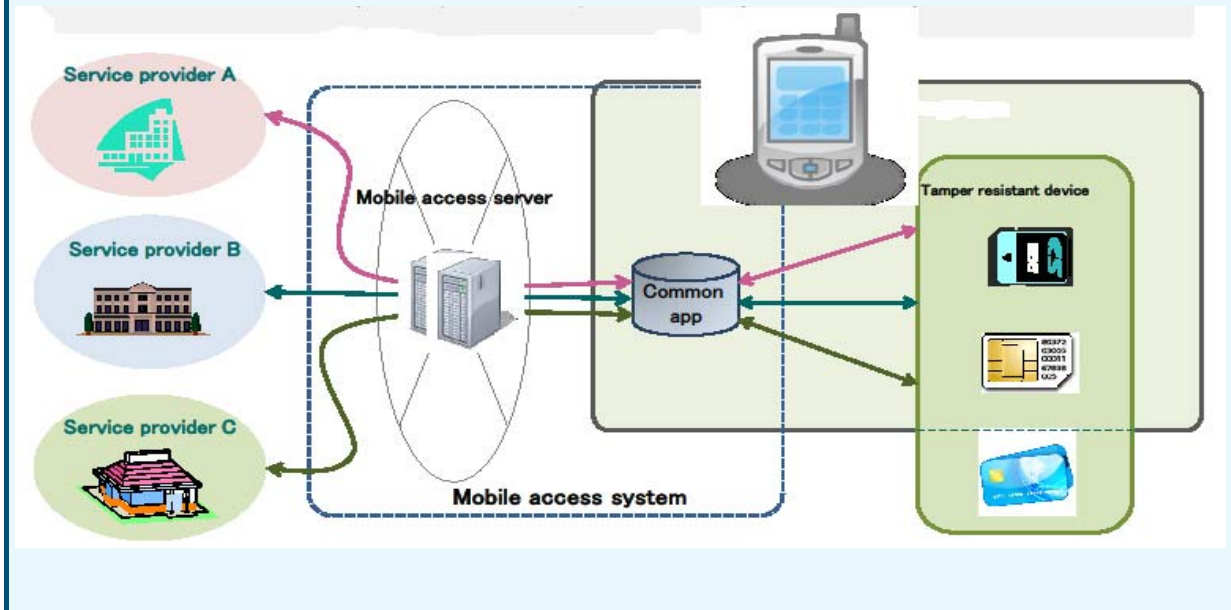 Service provider A
Service provider B
Service provider C
Mobile access server
Mobile access system
Common
app
Tamper resistant device